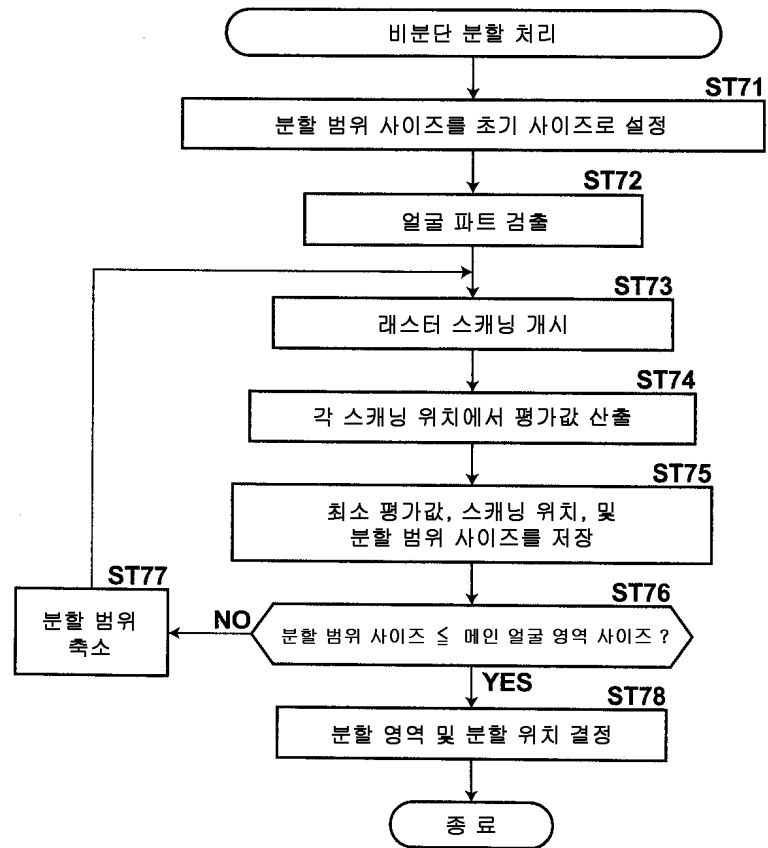 비분단 분할 처리
ST71
분할 범위 사이즈를 초기 사이즈로 설정
ST72
얼굴 파트 검출
ST73
래스터 스캐닝 개시
ST74
각 스캐닝 위치에서 평가값 산출
ST75
최소 평가값, 스캐닝 위치, 및
분할 범위 사이즈를 저장
ST77
분할 범위
축소
NO
ST76
분할 범위 사이즈 ≦ 메인 얼굴 영역 사이즈 ?
YES
ST78
분할 영역 및 분할 위치 결정
종 료